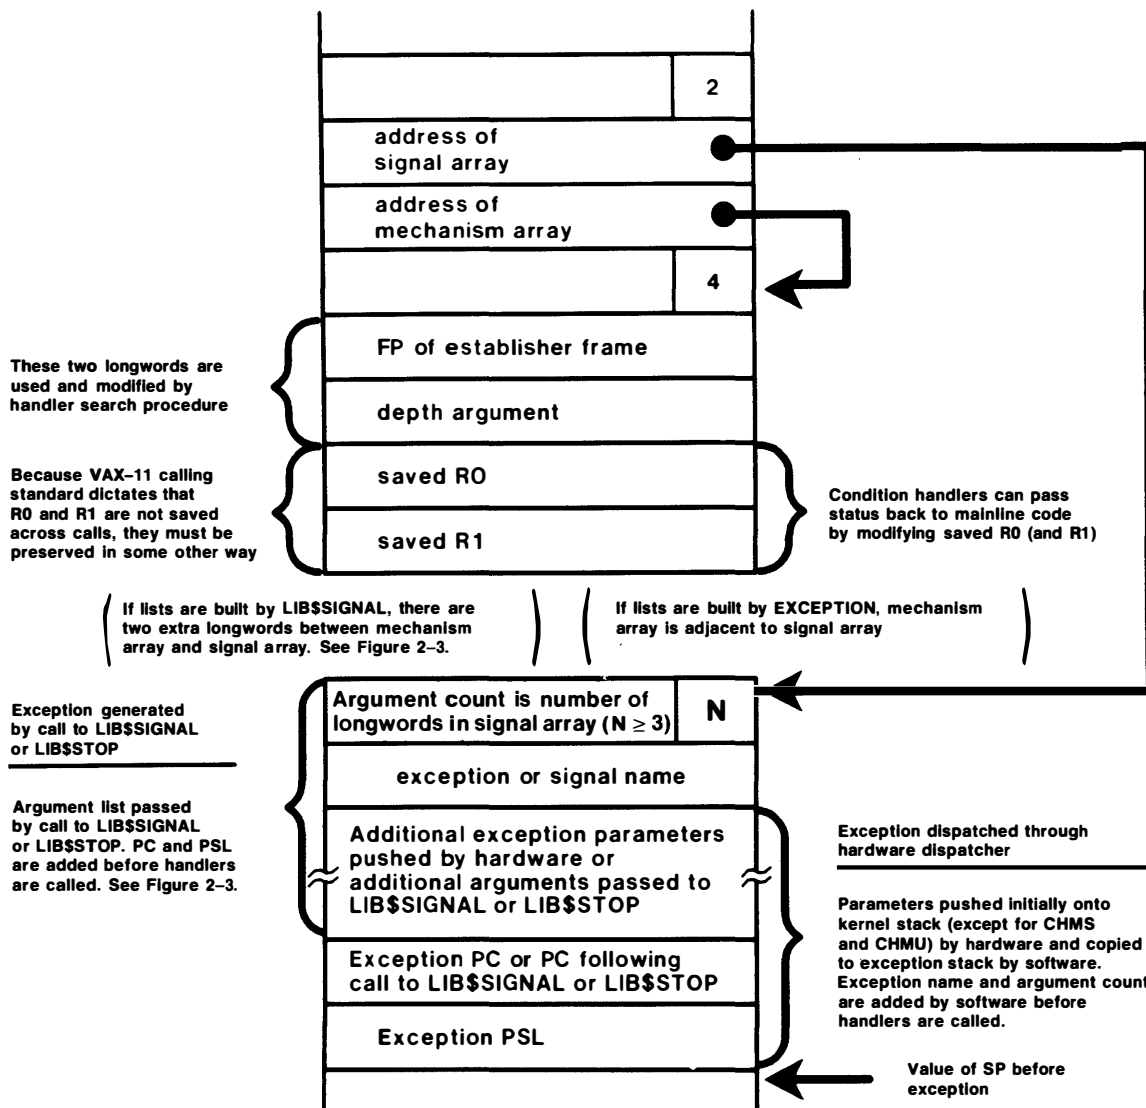 2
address of
signal array
address of
mechanism array
4
FP of establisher frame
These two longwords are
used and modified by
handler search procedure
depth argument
saved R0
Because VAX–11 calling
standard dictates that
R0 and R1 are not saved
across calls, they must be
preserved in some other way
Condition handlers can pass
status back to mainline code
by modifying saved R0 (and R1)
saved R1
If lists are built by LIB$SIGNAL, there are
two extra longwords between mechanism
array and signal array. See Figure 2–3.
If lists are built by EXCEPTION, mechanism
array is adjacent to signal array
Argument count is number of
longwords in signal array (N ≥ 3)
N
Exception generated
by call to LIB$SIGNAL
or LIB$STOP
exception or signal name
Argument list passed
by call to LIB$SIGNAL
or LIB$STOP. PC and PSL
are added before handlers
are called. See Figure 2–3.
Additional exception parameters
pushed by hardware or
additional arguments passed to
LIB$SIGNAL or LIB$STOP
Exception dispatched through
hardware dispatcher
Parameters pushed initially onto
kernel stack (except for CHMS
and CHMU) by hardware and copied
to exception stack by software.
Exception name and argument count
are added by software before
handlers are called.
Exception PC or PC following
call to LIB$SIGNAL or LIB$STOP
Exception PSL
Value of SP before
exception